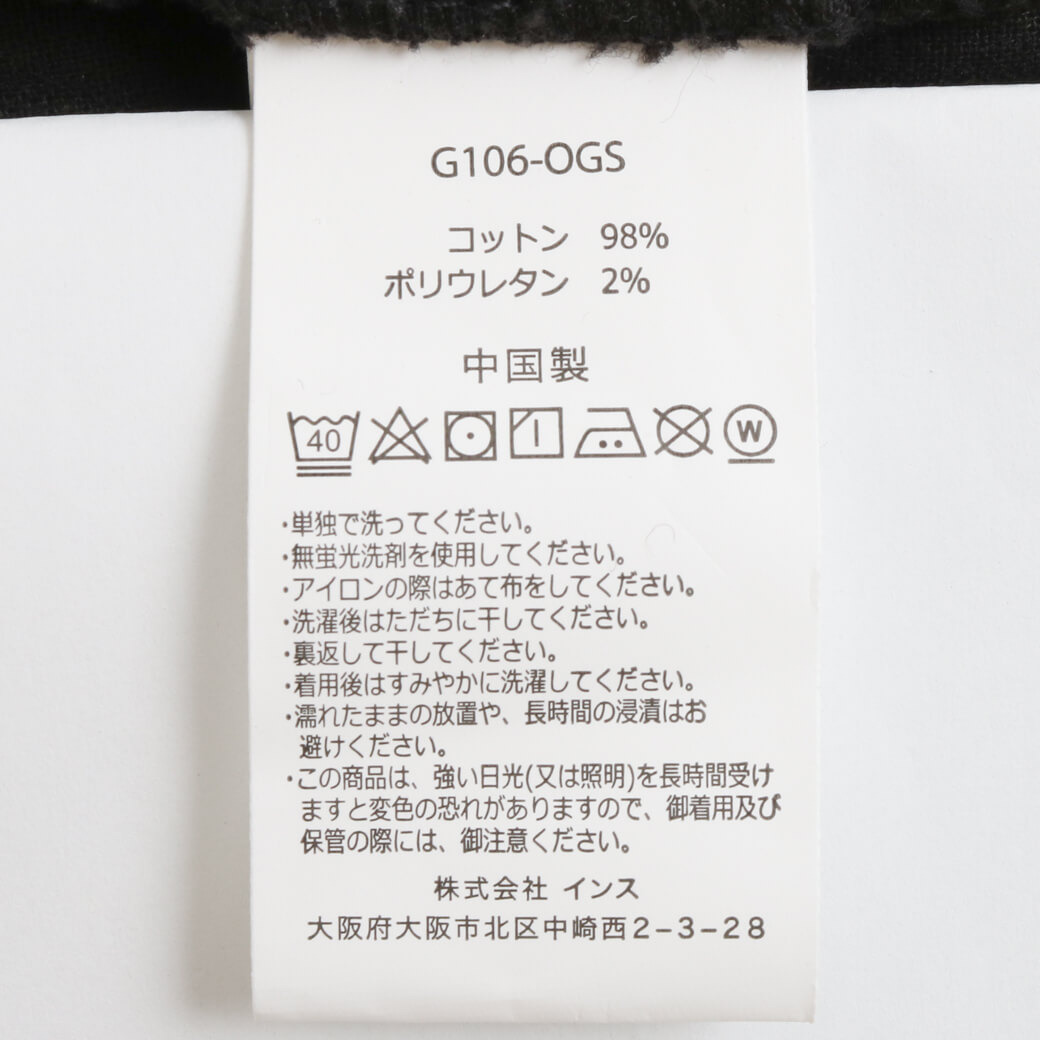 G106-OGS
コットン 98%
ポリウレタン 2%
中国製
40 W
・単独で洗ってください。
・無蛍光洗剤を使用してください。
・アイロンの際はあて布をしてください。
・洗濯後はただちに干してください。
・裏返して干してください。
・着用後はすみやかに洗濯してください。
・濡れたままの放置や、長時間の浸漬はお
避けください。
・この商品は、強い日光(又は照明)を長時間受け
ますと変色の恐れがありますので、御着用及び
保管の際には、御注意ください。
株式会社 インス
大阪府大阪市北区中崎西2-3-28